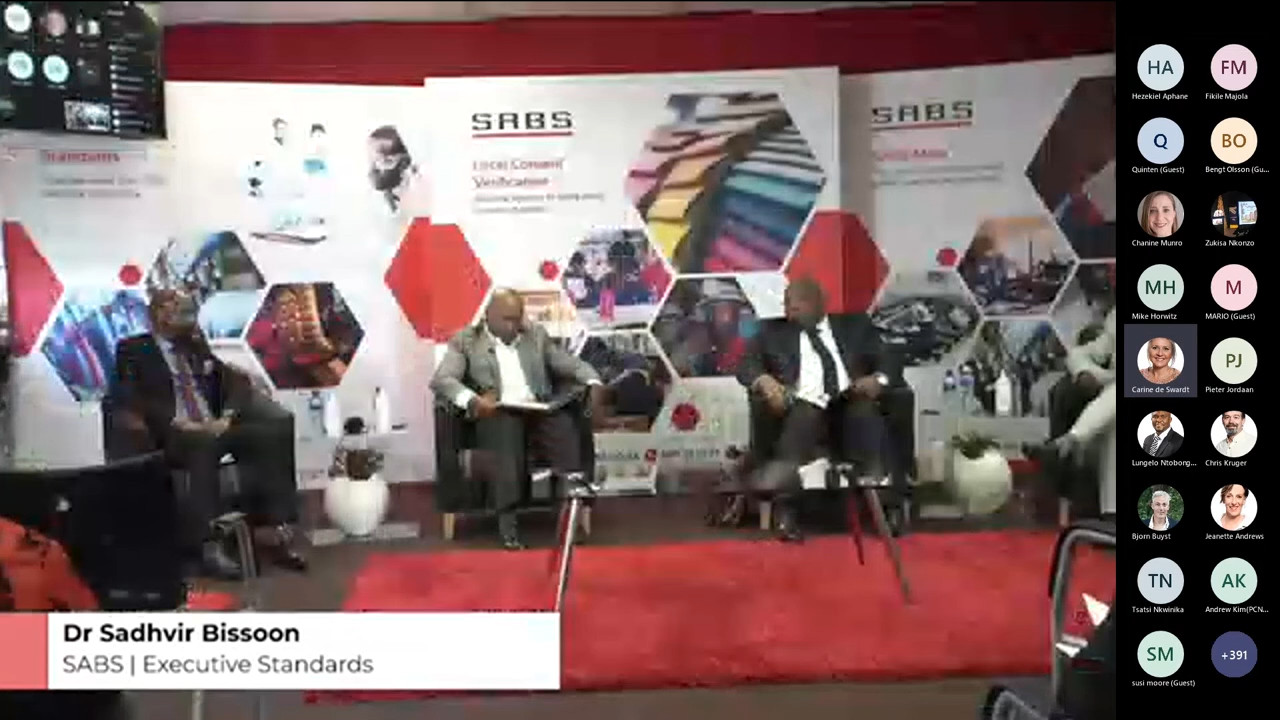 SABS
Local Content
Verification
SABS
Dr Sadhvir Bissoon
SABS | Executive Standards
HA
Hezekiel Aphane
FM
Fikile Majola
Q
Quinten (Guest)
BO
Bengt Olsson (Gu...
Chanine Munro
Zukisa Nkonzo
MH
Mike Horwitz
M
MARIO (Guest)
Carine de Swardt
PJ
Pieter Jordaan
Lungelo Ntoborg...
Chris Kruger
Bjorn Buyst
Jeanette Andrews
TN
Tsatsi Nkwinika
AK
Andrew Kim(PCN...
SM
susi moore (Guest)
+391